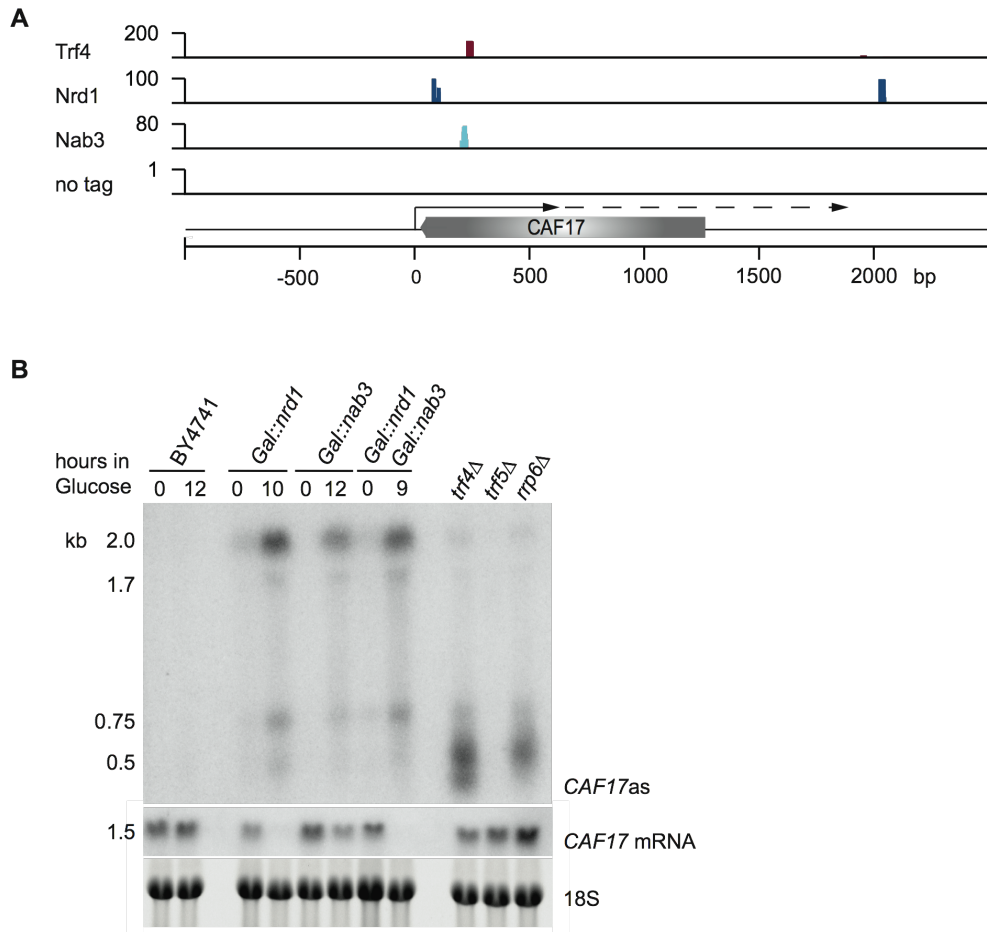 A
200
Trf4
100
Nrd1
80
Nab3
1
no tag
CAF17
-500 0 500 1000 1500 2000 bp
B
BY4741 Gal::nrd1 Gal::nab3 Gal::nrd1 Gal::nab3 trf4Δ trf5Δ rrp6Δ
hours in
Glucose 0 12 0 10 0 12 0 9
kb 2.0
1.7
0.75
0.5
CAF17as
1.5 CAF17 mRNA
18S